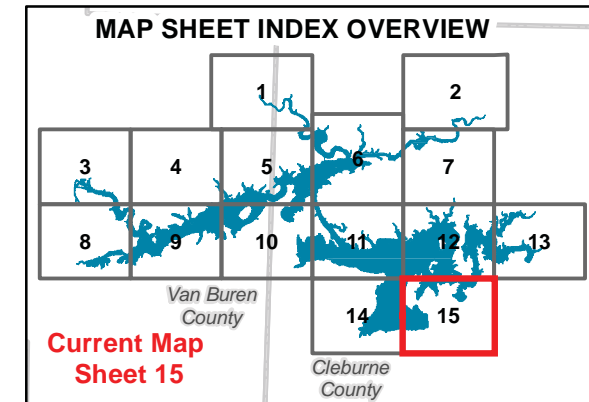 MAP SHEET INDEX OVERVIEW
1
2
3
4
5
6
7
8
9
10
11
12
13
Van Buren
County
14
15
Current Map
Sheet 15
Cleburne
County